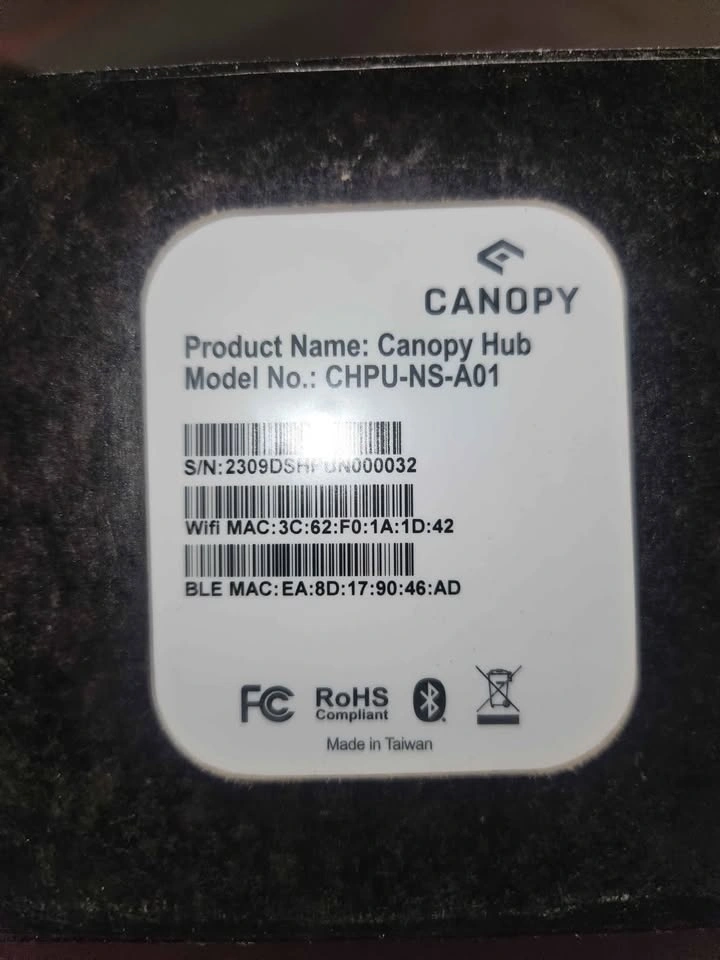 CANOPY
Product Name: Canopy Hub
Model No.: CHPU-NS-A01
S/N:
Wifi MAC:3C:62:F0:1A:1D:42
BLE MAC:EA:8D:17:90:46:AD
FC
RoHS
Compliant
Made in Taiwan